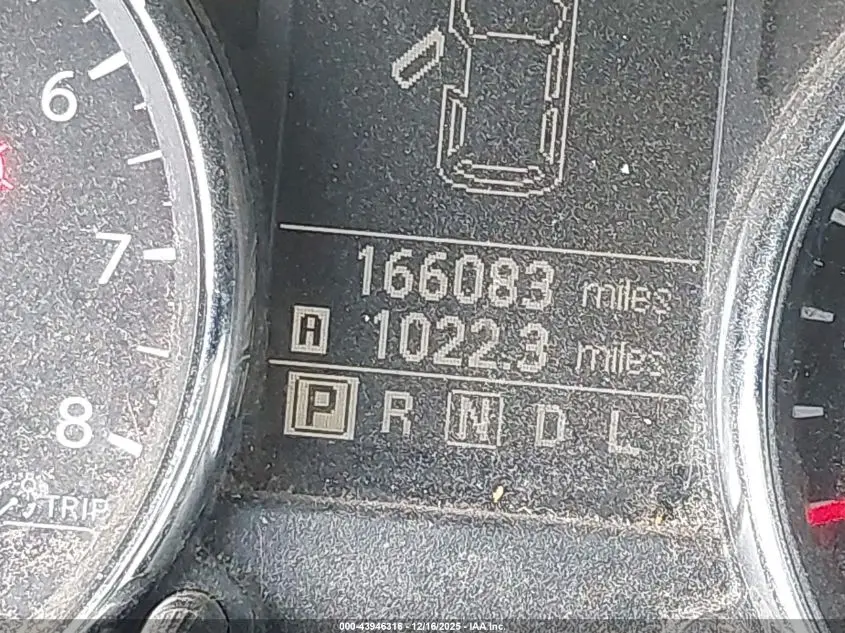 6
7
8
166083 miles
A 1022.3 miles
P R N D L
TRIP
000-43946318 - 12/16/2025 - IAA Inc.